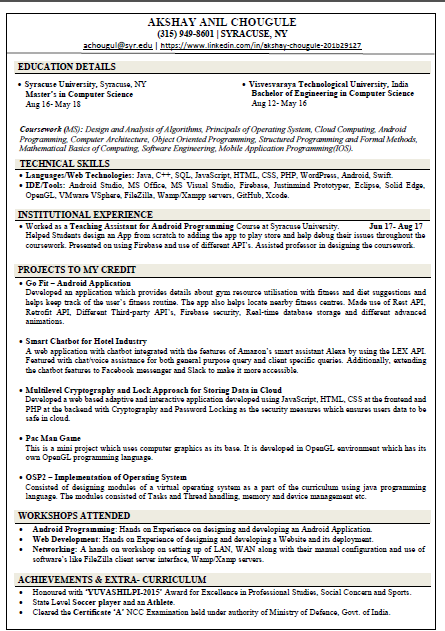 AKSHAY ANIL CHOUGULE
(315) 949-8601 | SYRACUSE, NY
achougul@syr.edu | https://www.linkedin.com/in/akshay-chougule-201b29127
EDUCATION DETAILS
• Syracuse University, Syracuse, NY
Master's in Computer Science
Aug 16- May 18
• Visvesvaraya Technological University, India
Bachelor of Engineering in Computer Science
Aug 12- May 16
Coursework (MS): Design and Analysis of Algorithms, Principals of Operating System, Cloud Computing, Android
Programming, Computer Architecture, Object Oriented Programming, Structured Programming and Formal Methods,
Mathematical Basics of Computing, Software Engineering, Mobile Application Programming(IOS).
TECHNICAL SKILLS
• Languages/Web Technologies: Java, C++, SQL, JavaScript, HTML, CSS, PHP, WordPress, Android, Swift.
• IDE/Tools: Android Studio, MS Office, MS Visual Studio, Firebase, Justinmind Prototyper, Eclipse, Solid Edge,
OpenGL, VMware VSphere, FileZilla, Wamp/Xampp servers, GitHub, Xcode.
INSTITUTIONAL EXPERIENCE
• Worked as a Teaching Assistant for Android Programming Course at Syracuse University. Jun 17- Aug 17
Helped Students design an App from scratch to adding the app to play store and help debug their issues throughout the
coursework. Presented on using Firebase and use of different API's. Assisted professor in designing the coursework.
PROJECTS TO MY CREDIT
• Go Fit – Android Application
Developed an application which provides details about gym resource utilisation with fitness and diet suggestions and
helps keep track of the user's fitness routine. The app also helps locate nearby fitness centres. Made use of Rest API,
Retrofit API, Different Third-party API's, Firebase security, Real-time database storage and different advanced
animations.
• Smart Chatbot for Hotel Industry
A web application with chatbot integrated with the features of Amazon's smart assistant Alexa by using the LEX API.
Featured with chat/voice assistance for both general purpose query and client specific queries. Additionally, extending
the chatbot features to Facebook messenger and Slack to make it more accessible.
• Multilevel Cryptography and Lock Approach for Storing Data in Cloud
Developed a web based adaptive and interactive application developed using JavaScript, HTML, CSS at the frontend and
PHP at the backend with Cryptography and Password Locking as the security measures which ensures users data to be
safe in cloud.
• Pac Man Game
This is a mini project which uses computer graphics as its base. It is developed in OpenGL environment which has its
own OpenGL programming language.
• OSP2 – Implementation of Operating System
Consisted of designing modules of a virtual operating system as a part of the curriculum using java programming
language. The modules consisted of Tasks and Thread handling, memory and device management etc.
WORKSHOPS ATTENDED
• Android Programming: Hands on Experience on designing and developing an Android Application.
• Web Development: Hands on Experience of designing and developing a Website and its deployment.
• Networking: A hands on workshop on setting up of LAN, WAN along with their manual configuration and use of
software's like FileZilla client server interface, Wamp/Xamp servers.
ACHIEVEMENTS & EXTRA- CURRICULUM
• Honoured with 'YUVASHILPI-2015' Award for Excellence in Professional Studies, Social Concern and Sports.
• State Level Soccer player and an Athlete.
• Cleared the Certificate 'A' NCC Examination held under authority of Ministry of Defence, Govt. of India.